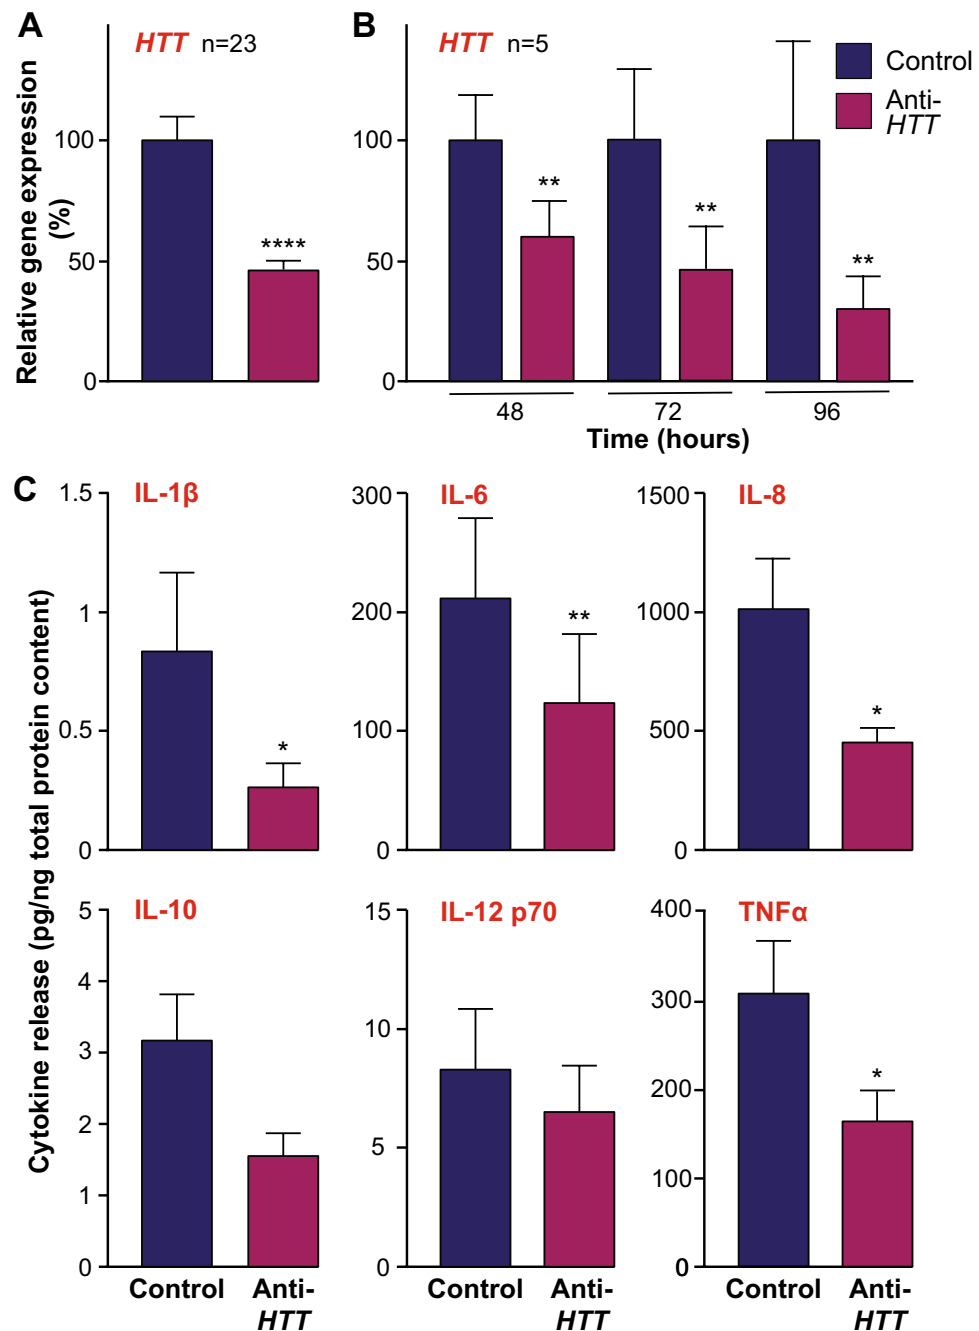 A
HTT n=23
Relative gene expression
(%)
100
50
0
B
HTT n=5
Control
Anti-
HTT
****
100
50
0
**
**
**
48 72 96
Time (hours)
C
Cytokine release (pg/ng total protein content)
IL-1β
1.5
1
0.5
0
*
IL-6
300
200
100
0
**
IL-8
1500
1000
500
0
*
IL-10
5
4
3
2
1
0
Control Anti-
HTT
IL-12 p70
15
10
5
0
Control Anti-
HTT
TNFα
400
300
200
100
0
*
Control Anti-
HTT